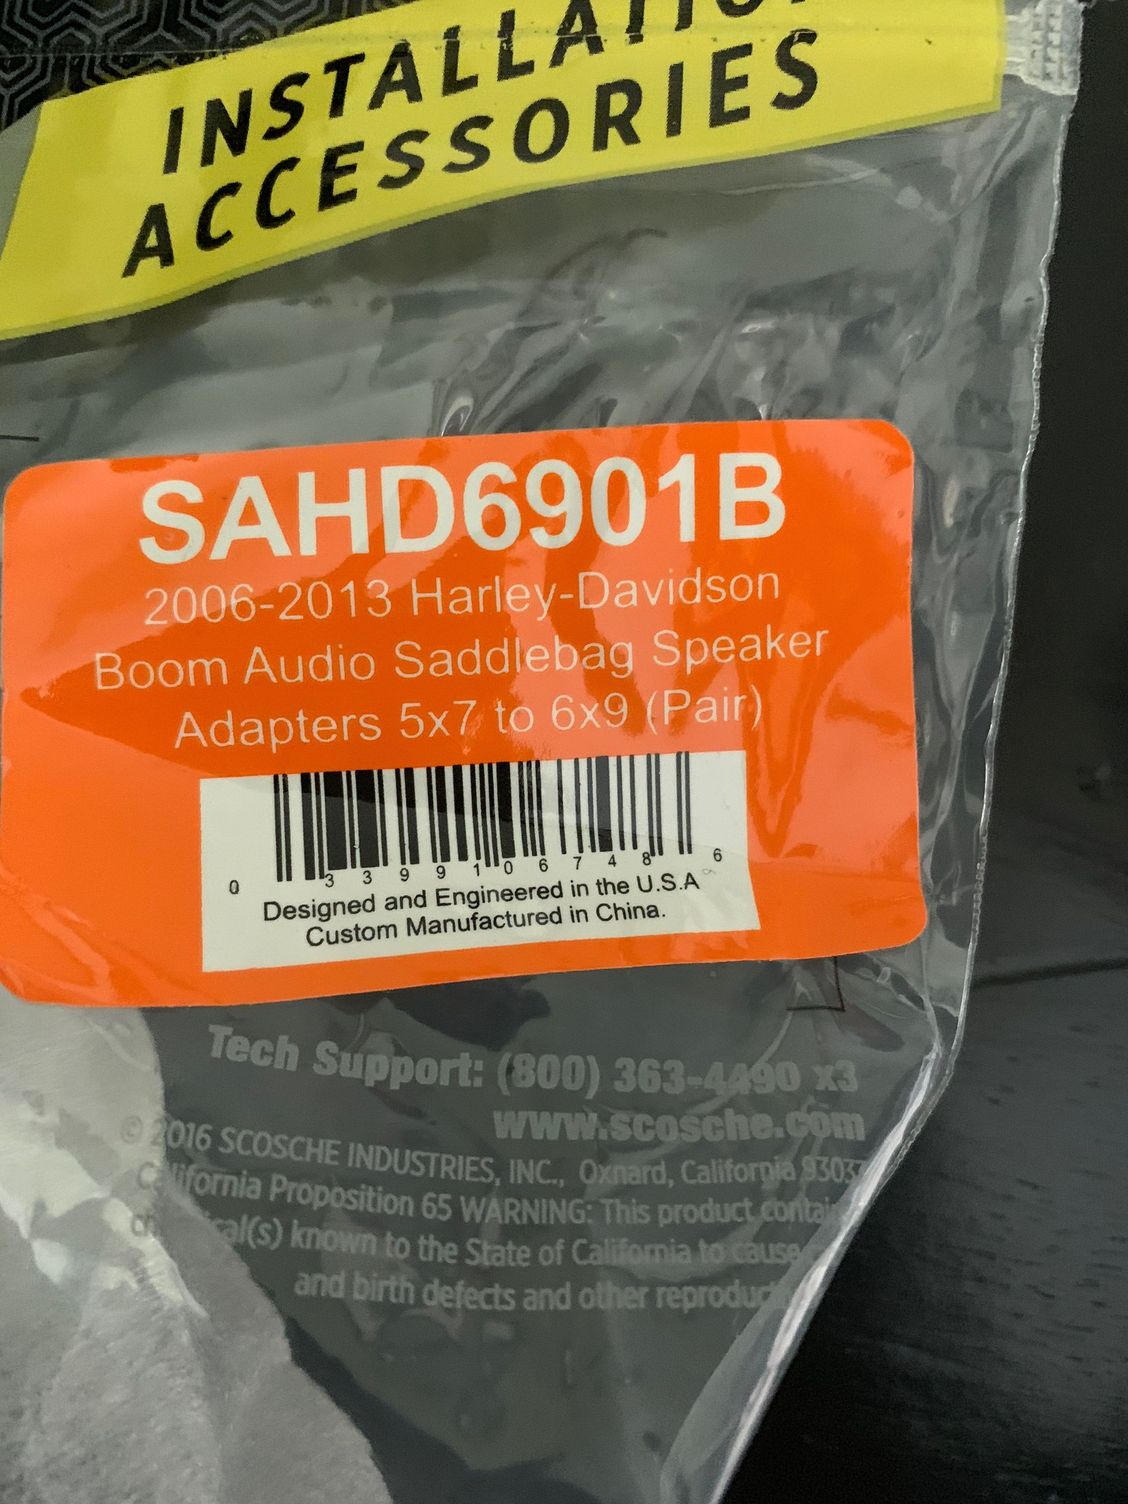 INSTALLATION
ACCESSORIES
SAHD6901B
2006-2013 Harley-Davidson
Boom Audio Saddlebag Speaker
Adapters 5x7 to 6x9 (Pair)
0 33991 06748 6
Designed and Engineered in the U.S.A
Custom Manufactured in China.
Tech Support: (800) 363-4490 x3
www.scosche.com
© 2016 SCOSCHE INDUSTRIES, INC., Oxnard, California 9303
California Proposition 65 WARNING: This product
known to the State of California to cause
and birth defects and other